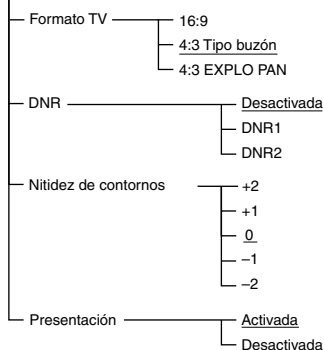 Formato TV
16:9
4:3 Tipo buzón
4:3 EXPLO PAN
DNR
Desactivada
DNR1
DNR2
Nitidez de contornos
+2
+1
0
–1
–2
Presentación
Activada
Desactivada